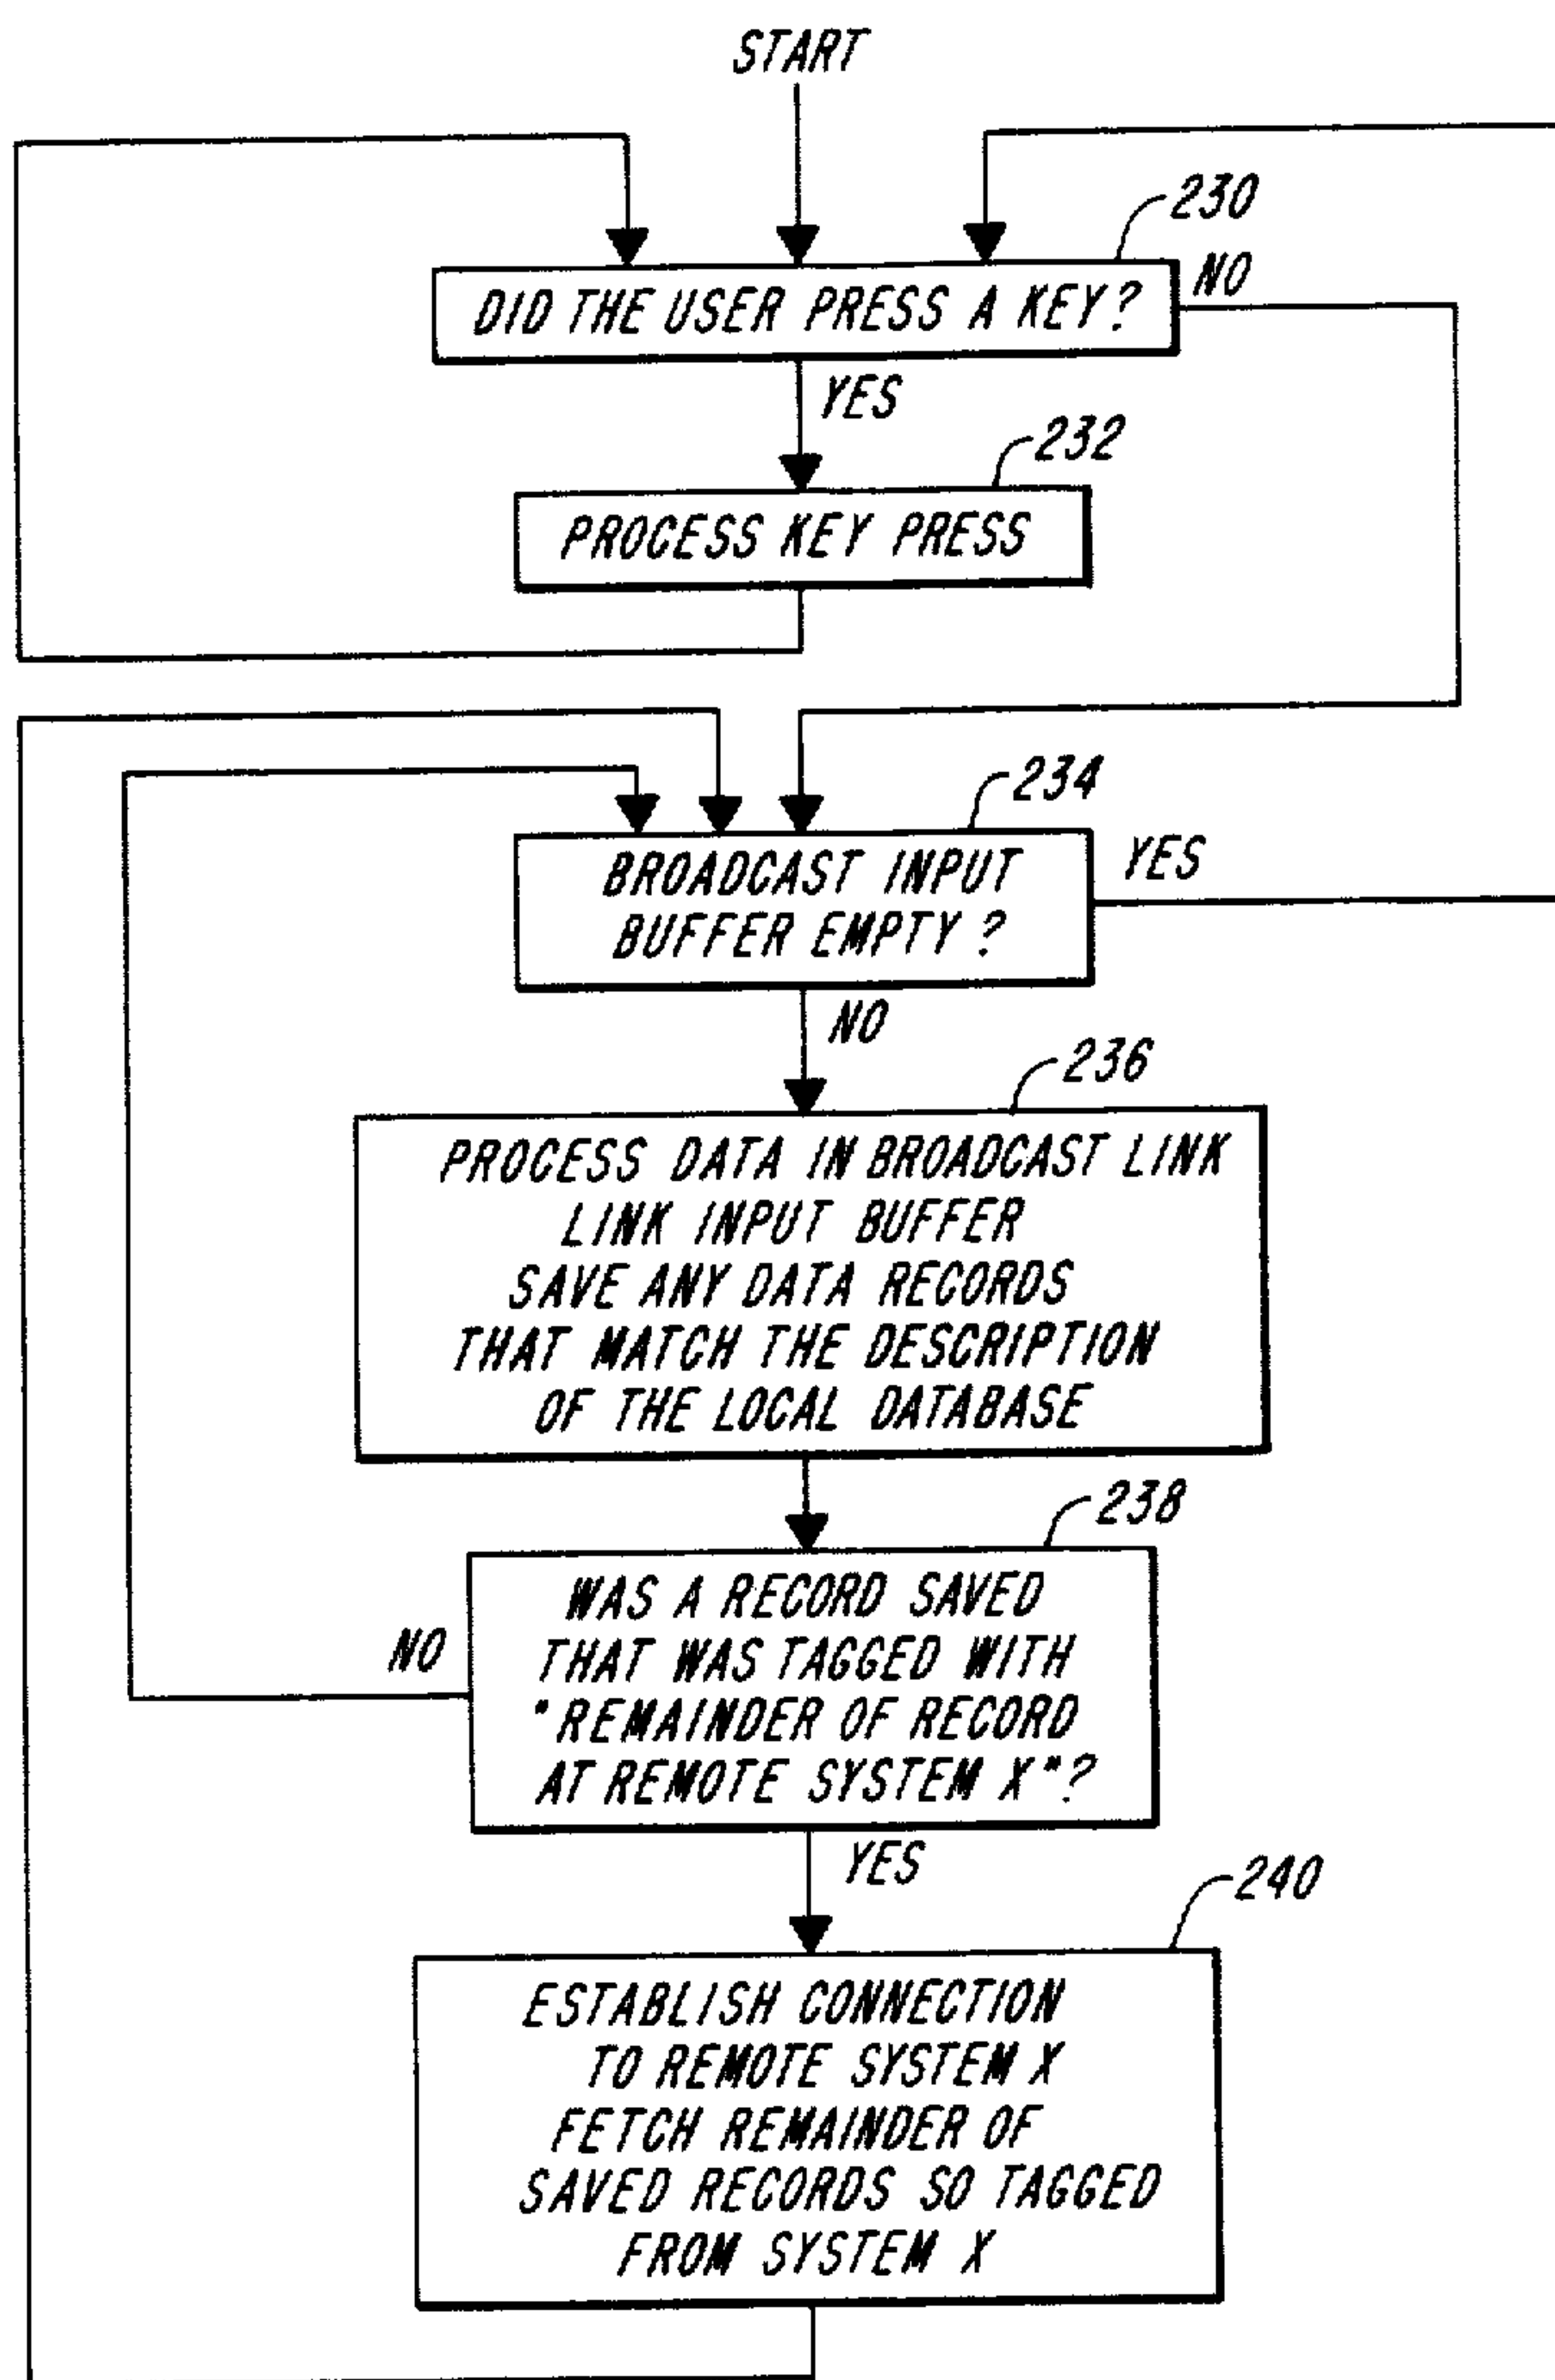 START
230
DID THE USER PRESS A KEY?
NO
YES
232
PROCESS KEY PRESS
234
BROADCAST INPUT
BUFFER EMPTY?
YES
NO
236
PROCESS DATA IN BROADCAST LINK
LINK INPUT BUFFER
SAVE ANY DATA RECORDS
THAT MATCH THE DESCRIPTION
OF THE LOCAL DATABASE
238
WAS A RECORD SAVED
THAT WAS TAGGED WITH
"REMAINDER OF RECORD
AT REMOTE SYSTEM X"?
NO
YES
240
ESTABLISH CONNECTION
TO REMOTE SYSTEM X
FETCH REMAINDER OF
SAVED RECORDS SO TAGGED
FROM SYSTEM X